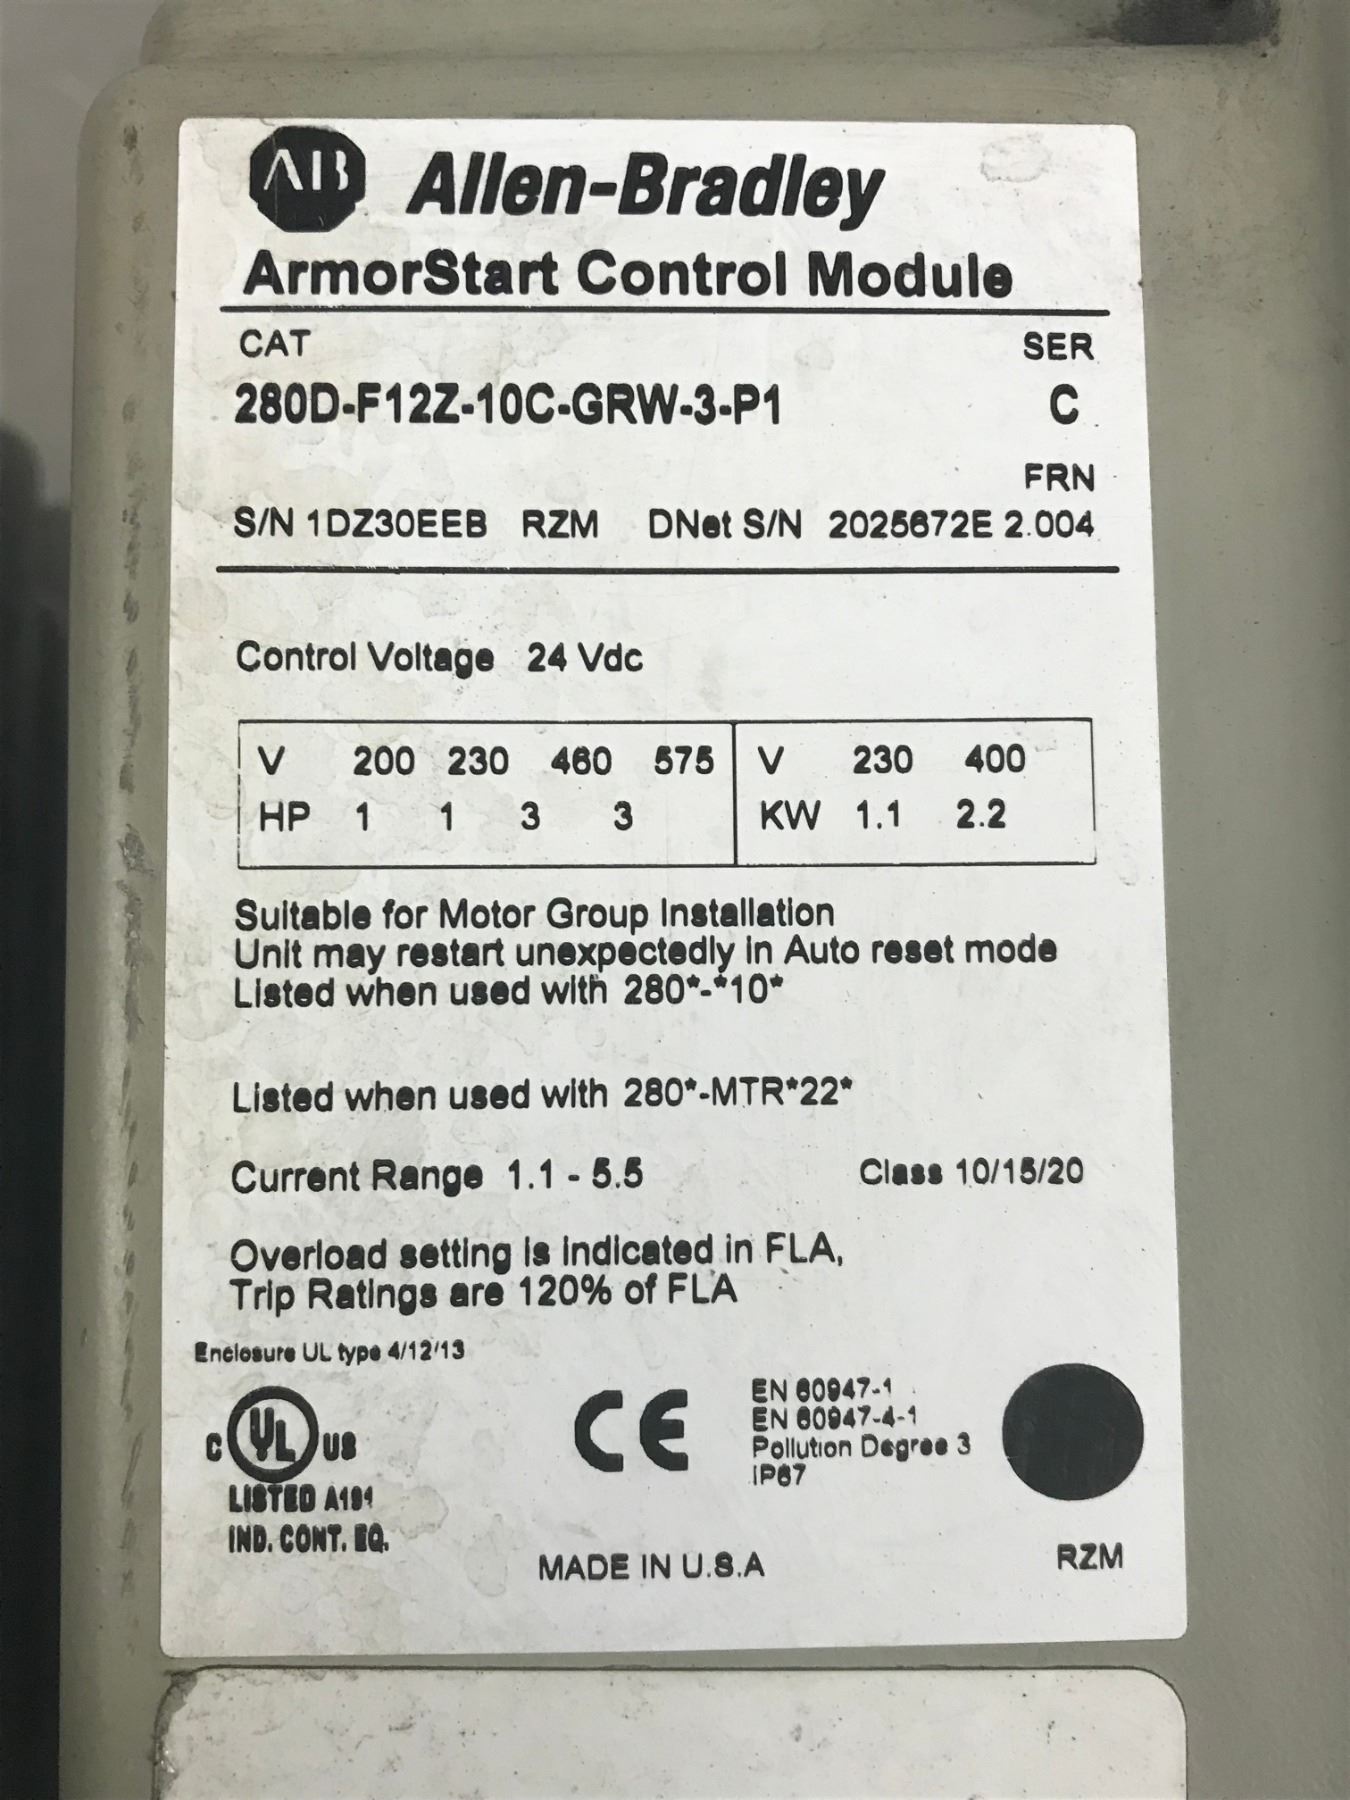 AB Allen-Bradley
ArmorStart Control Module
CAT SER
280D-F12Z-10C-GRW-3-P1 C
FRN
S/N 1DZ30EEB RZM DNet S/N 2025672E 2.004
Control Voltage 24 Vdc
V 200 230 460 575 V 230 400
HP 1 1 3 3 KW 1.1 2.2
Suitable for Motor Group Installation
Unit may restart unexpectedly in Auto reset mode
Listed when used with 280*-*10*
Listed when used with 280*-MTR*22*
Current Range 1.1 - 5.5 Class 10/15/20
Overload setting is indicated in FLA,
Trip Ratings are 120% of FLA
Enclosure UL type 4/12/13
C UL US
LISTED A191
IND. CONT. EQ.
CE
EN 60947-1
EN 60947-4-1
Pollution Degree 3
IP67
MADE IN U.S.A
RZM